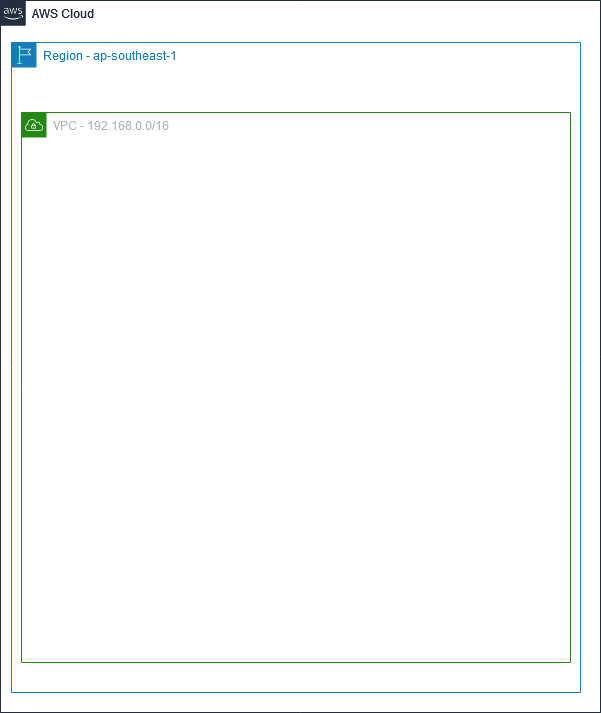 aws
AWS Cloud
Region - ap-southeast-1
VPC - 192.168.0.0/16